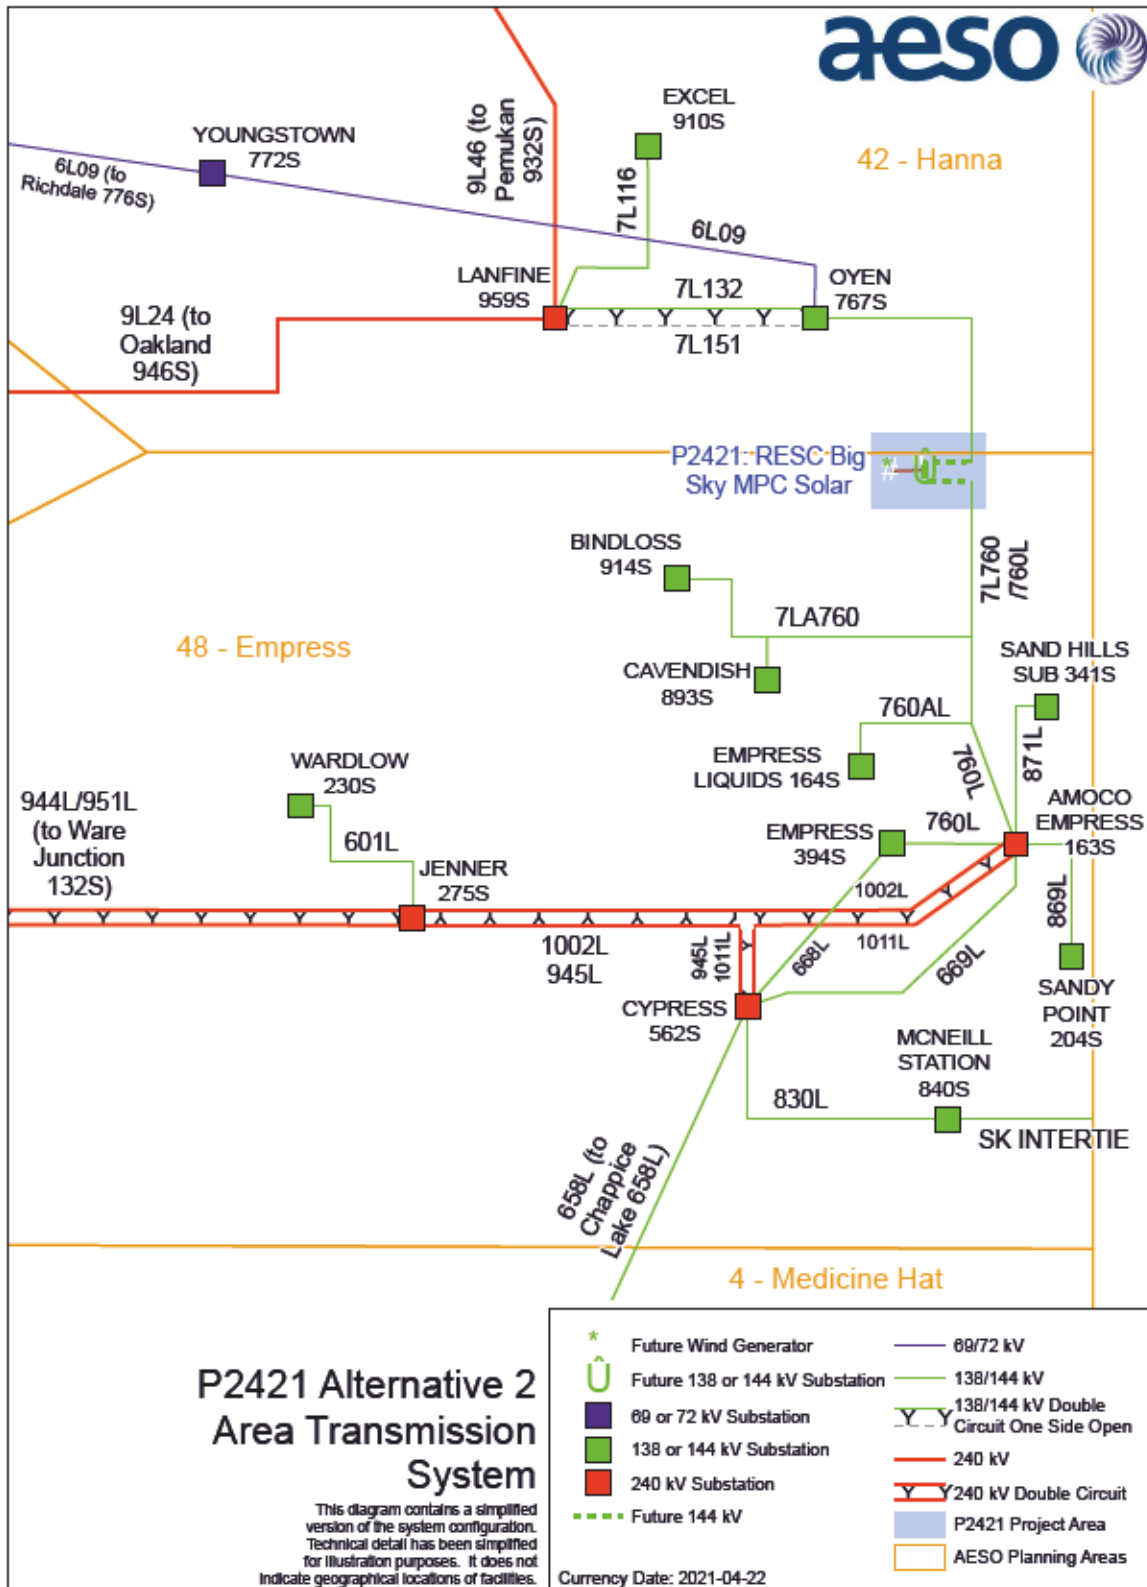 aeso
EXCEL
910S
YOUNGSTOWN
772S
9L46 (to
Pemukan
932S)
42 - Hanna
6L09 (to
Richdale 776S)
7L116
6L09
LANFINE
959S
7L132
OYEN
767S
9L24 (to
Oakland
946S)
7L151
P2421: RESC Big
Sky MPC Solar
BINDLOSS
914S
7L760
/760L
7LA760
48 - Empress
SAND HILLS
SUB 341S
CAVENDISH
893S
760AL
EMPRESS
LIQUIDS 164S
760L
871L
WARDLOW
230S
944L/951L
(to Ware
Junction
132S)
601L
AMOCO
EMPRESS
163S
EMPRESS
394S
760L
JENNER
275S
1002L
869L
1002L
945L
945L
1011L
668L
1011L
669L
CYPRESS
562S
SANDY
POINT
204S
MCNEILL
STATION
840S
830L
SK INTERTIE
658L (to
Chappice
Lake 658L)
4 - Medicine Hat
P2421 Alternative 2
Area Transmission
System
This diagram contains a simplified
version of the system configuration.
Technical detail has been simplified
for illustration purposes. It does not
indicate geographical locations of facilities.
* Future Wind Generator
Û Future 138 or 144 kV Substation
69 or 72 kV Substation
138 or 144 kV Substation
240 kV Substation
Future 144 kV
69/72 kV
138/144 kV
138/144 kV Double
Circuit One Side Open
240 kV
240 kV Double Circuit
P2421 Project Area
AESO Planning Areas
Currency Date: 2021-04-22